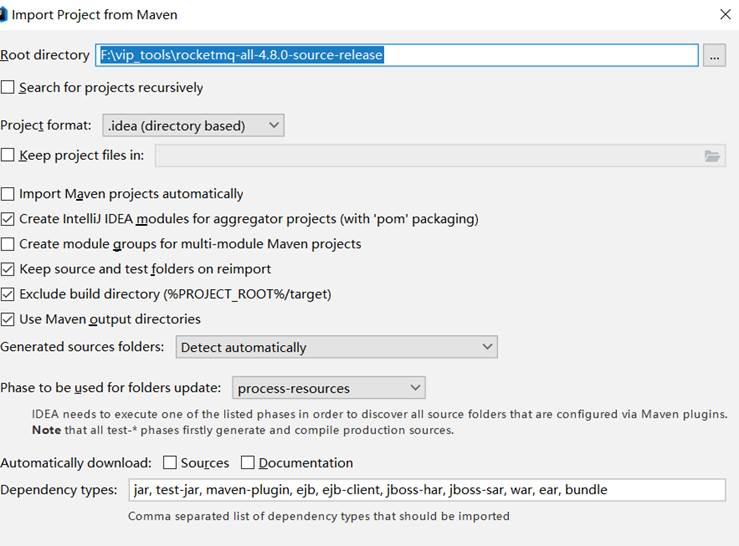 Import Project from Maven
Root directory F:\vip_tools\rocketmq-all-4.8.0-source-release ...
Search for projects recursively
Project format: .idea (directory based)
Keep project files in:
Import Maven projects automatically
Create IntelliJ IDEA modules for aggregator projects (with 'pom' packaging)
Create module groups for multi-module Maven projects
Keep source and test folders on reimport
Exclude build directory (%PROJECT_ROOT%/target)
Use Maven output directories
Generated sources folders: Detect automatically
Phase to be used for folders update: process-resources
IDEA needs to execute one of the listed phases in order to discover all source folders that are configured via Maven plugins.
Note that all test-* phases firstly generate and compile production sources.
Automatically download: Sources Documentation
Dependency types: jar, test-jar, maven-plugin, ejb, ejb-client, jboss-har, jboss-sar, war, ear, bundle
Comma separated list of dependency types that should be imported